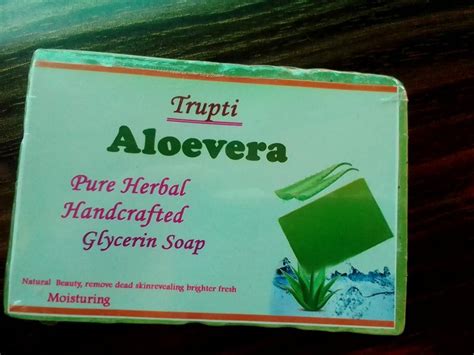 Trupti
Aloevera
Pure Herbal
Handcrafted
Glycerin Soap
Natural Beauty, remove dead skinrevealing brighter fresh
Moisturing